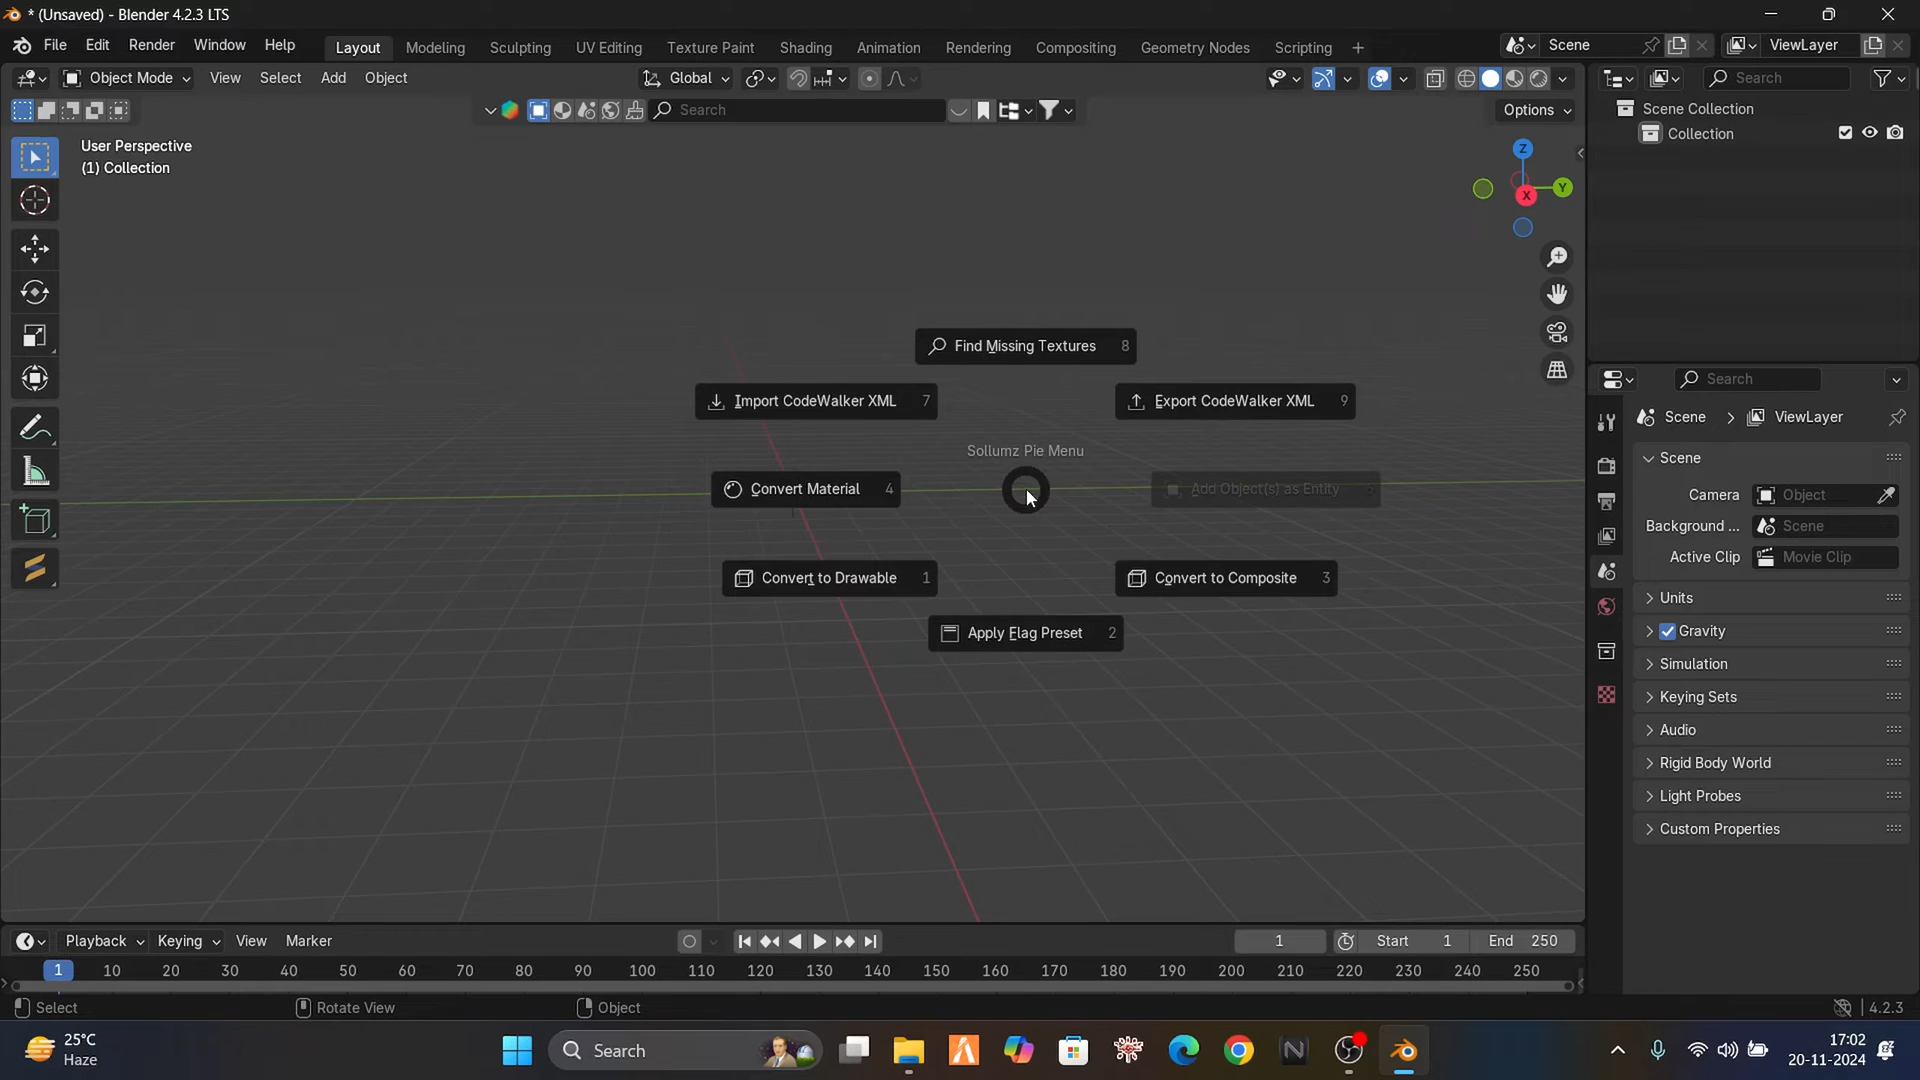 * (Unsaved) - Blender 4.2.3 LTS
File Edit Render Window Help Layout Modeling Sculpting UV Editing Texture Paint Shading Animation Rendering Compositing Geometry Nodes Scripting + Scene ViewLayer
Object Mode View Select Add Object Global Search
Search Options
Scene Collection
Collection
User Perspective
(1) Collection
Z
Y
X
Find Missing Textures 8
Import CodeWalker XML 7
Export CodeWalker XML 9
Sollumz Pie Menu
Convert Material 4
Add Object(s) as Entity
Convert to Drawable 1
Convert to Composite 3
Apply Flag Preset 2
Search
Scene > ViewLayer
Scene
Camera Object
Background ... Scene
Active Clip Movie Clip
Units
Gravity
Simulation
Keying Sets
Audio
Rigid Body World
Light Probes
Custom Properties
Playback Keying View Marker 1 Start 1 End 250
1 10 20 30 40 50 60 70 80 90 100 110 120 130 140 150 160 170 180 190 200 210 220 230 240 250
Select Rotate View Object 4.2.3
25°C
Haze
Search
17:02
20-11-2024